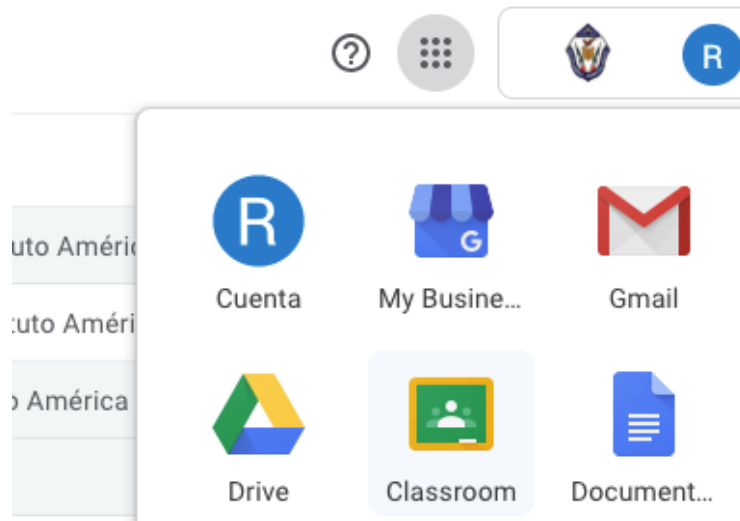 R
R
Cuenta
My Busine...
G
Gmail
uto Améric
tuto Améri
o América
Drive
Classroom
Document...